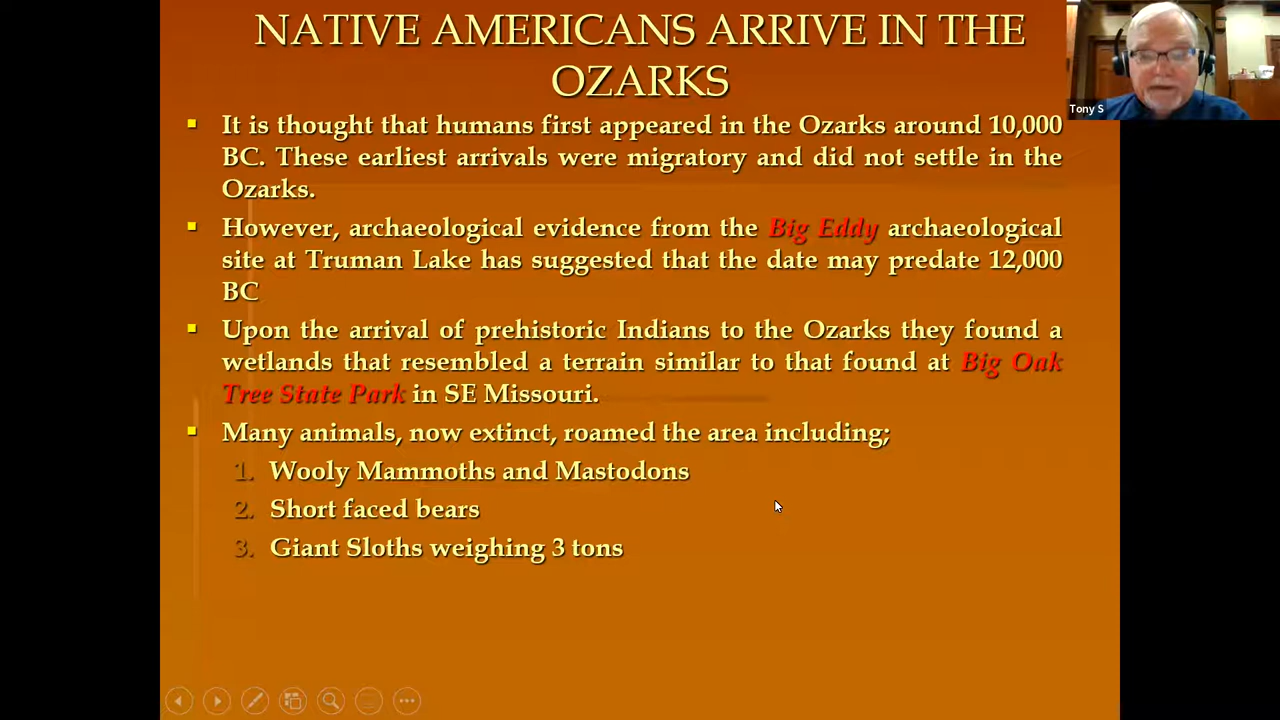 NATIVE AMERICANS ARRIVE IN THE
OZARKS
Tony S
It is thought that humans first appeared in the Ozarks around 10,000
BC. These earliest arrivals were migratory and did not settle in the
Ozarks.
However, archaeological evidence from the Big Eddy archaeological
site at Truman Lake has suggested that the date may predate 12,000
BC
Upon the arrival of prehistoric Indians to the Ozarks they found a
wetlands that resembled a terrain similar to that found at Big Oak
Tree State Park in SE Missouri.
Many animals, now extinct, roamed the area including;
1. Wooly Mammoths and Mastodons
2. Short faced bears
3. Giant Sloths weighing 3 tons